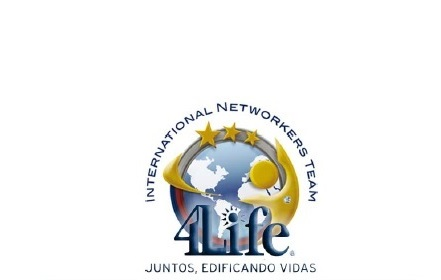 INTERNATIONAL NETWORKERS TEAM
4Life®
JUNTOS, EDIFICANDO VIDAS